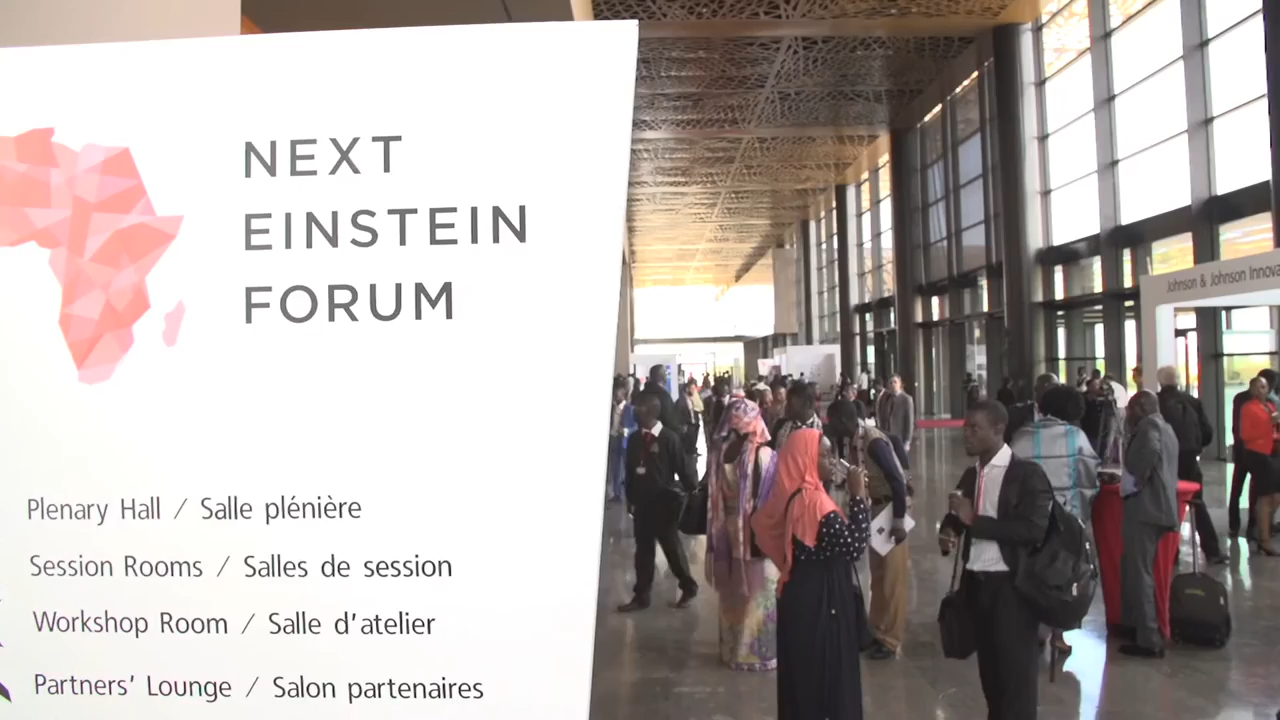 NEXT
EINSTEIN
FORUM
Plenary Hall / Salle plénière
Session Rooms / Salles de session
Workshop Room / Salle d'atelier
Partners' Lounge / Salon partenaires
Johnson & Johnson Innova